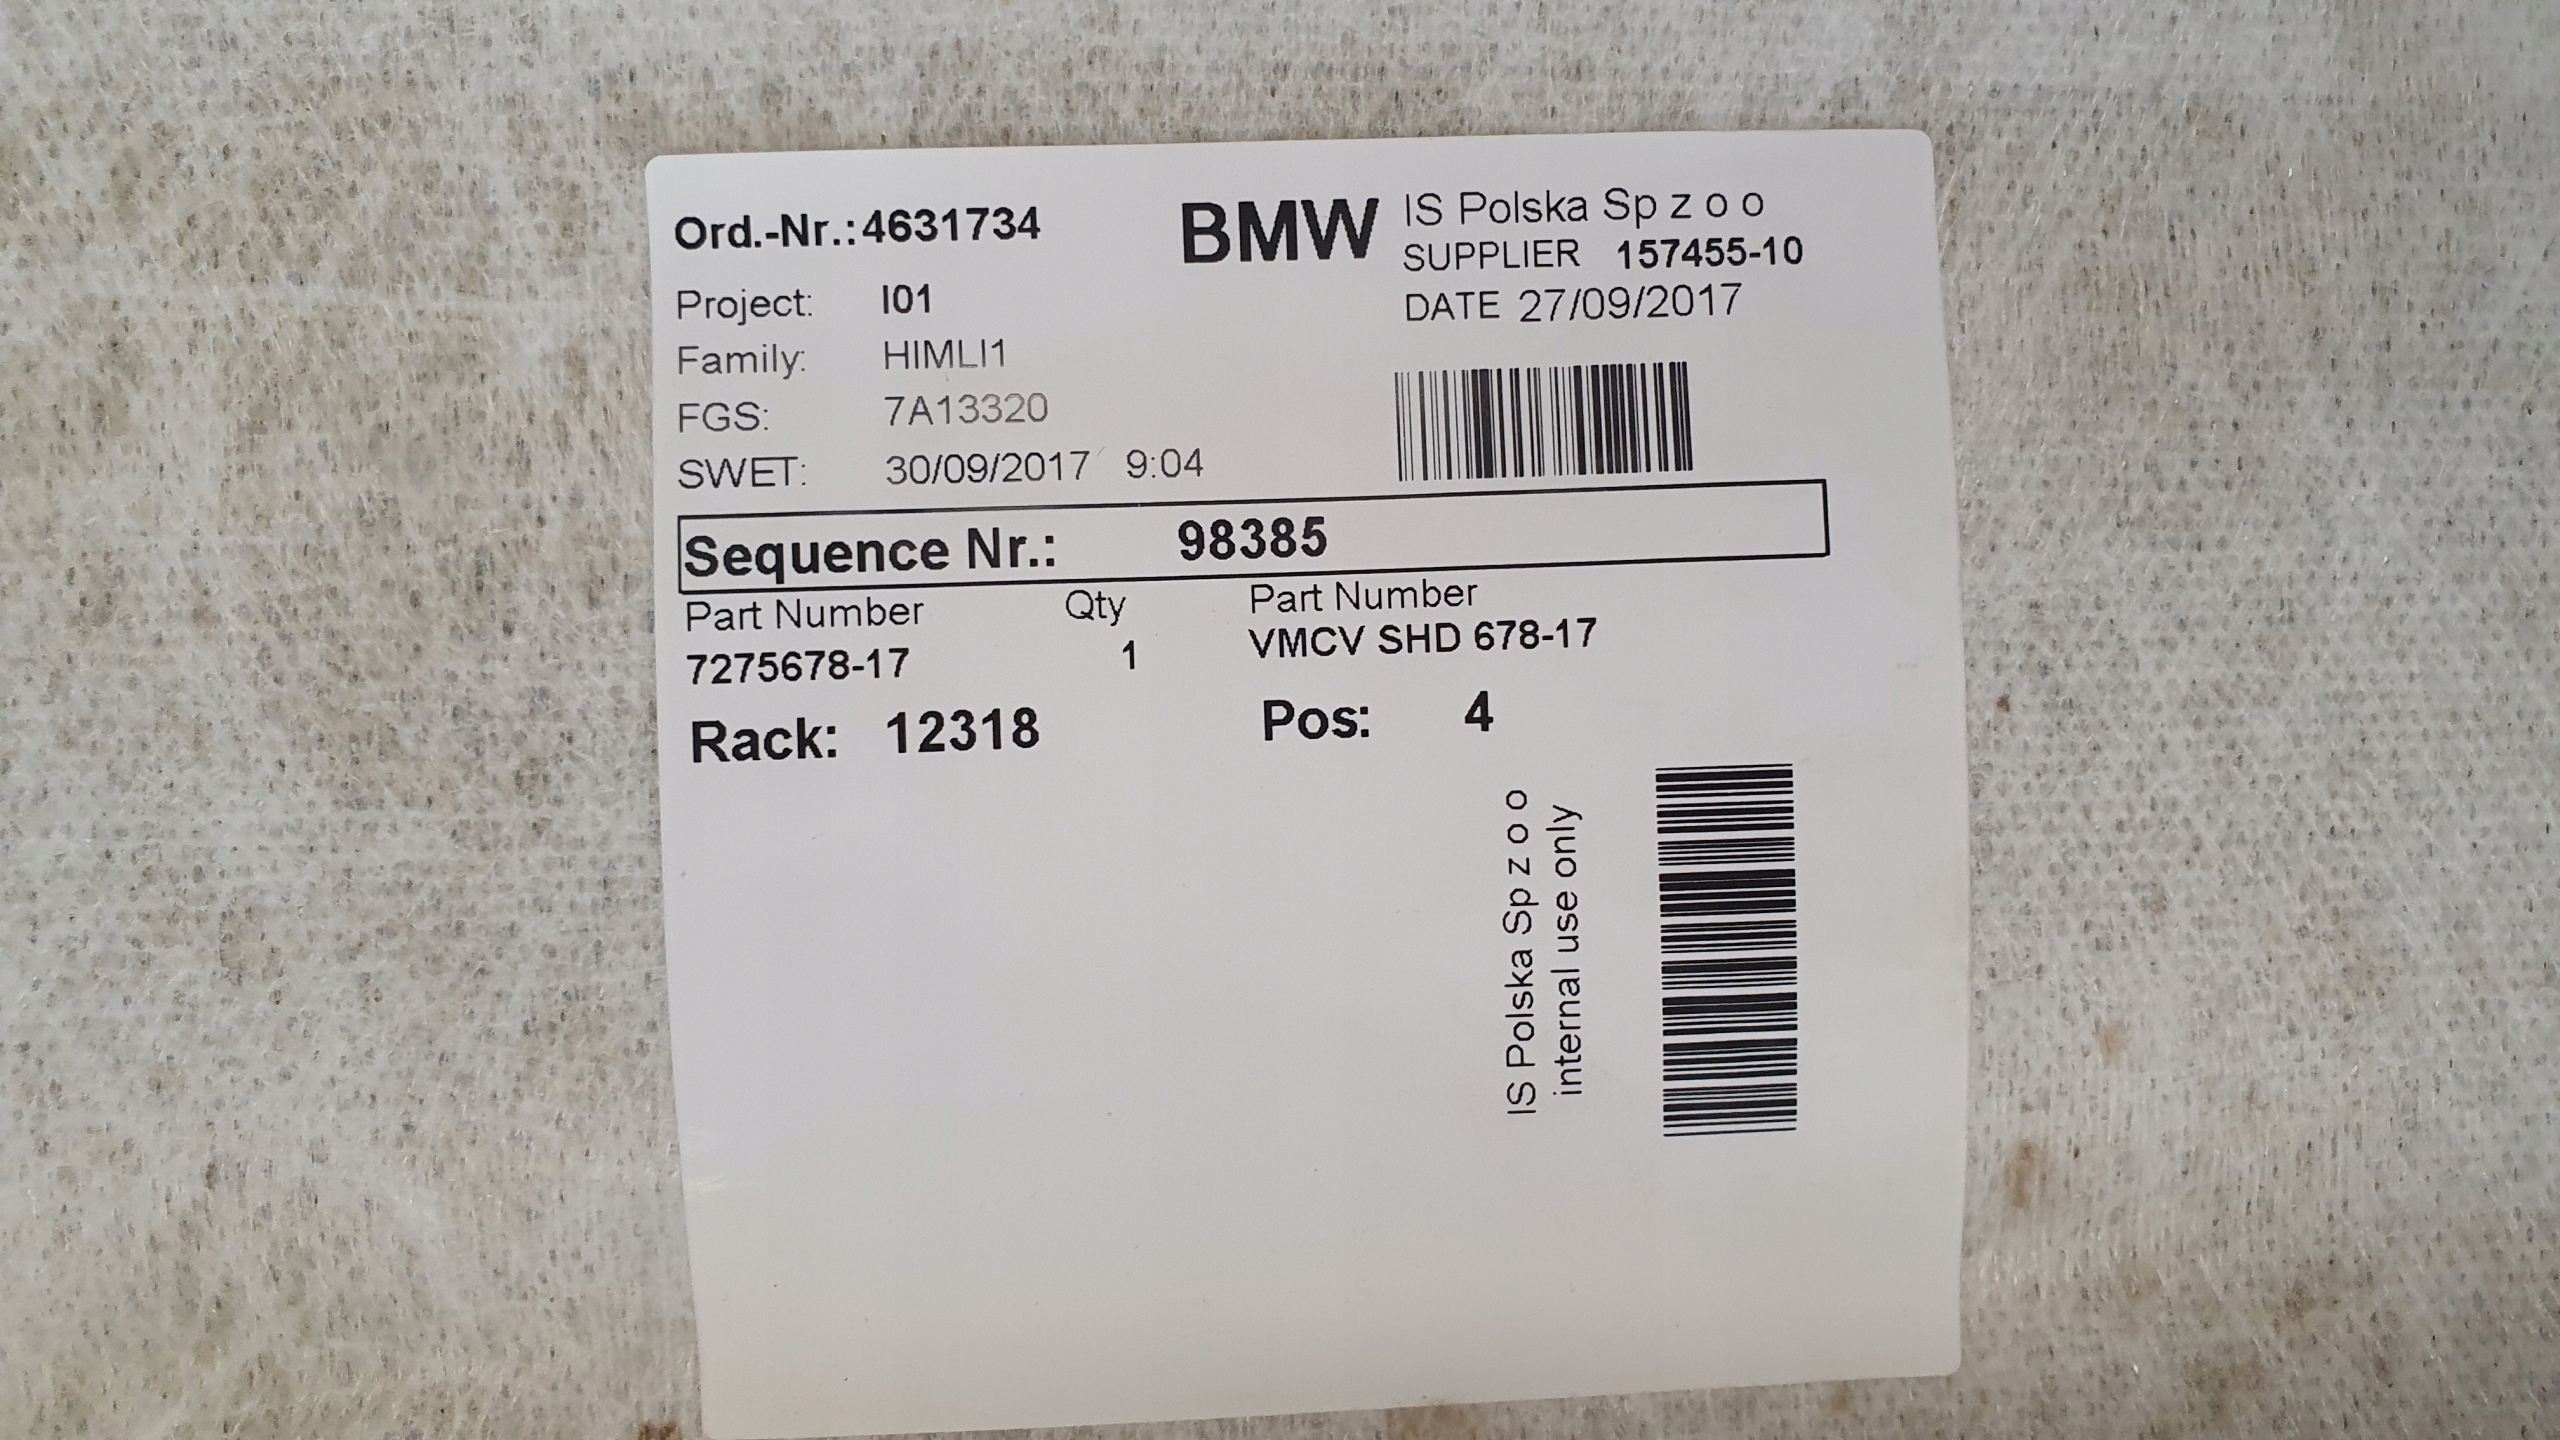 Ord.-Nr.:4631734
BMW
IS Polska Sp z o o
SUPPLIER 157455-10
DATE 27/09/2017
Project: I01
Family: HIMLI1
FGS: 7A13320
SWET: 30/09/2017 9:04
Sequence Nr.: 98385
Part Number Qty Part Number
7275678-17 1 VMCV SHD 678-17
Rack: 12318 Pos: 4
IS Polska Sp z o o
internal use only